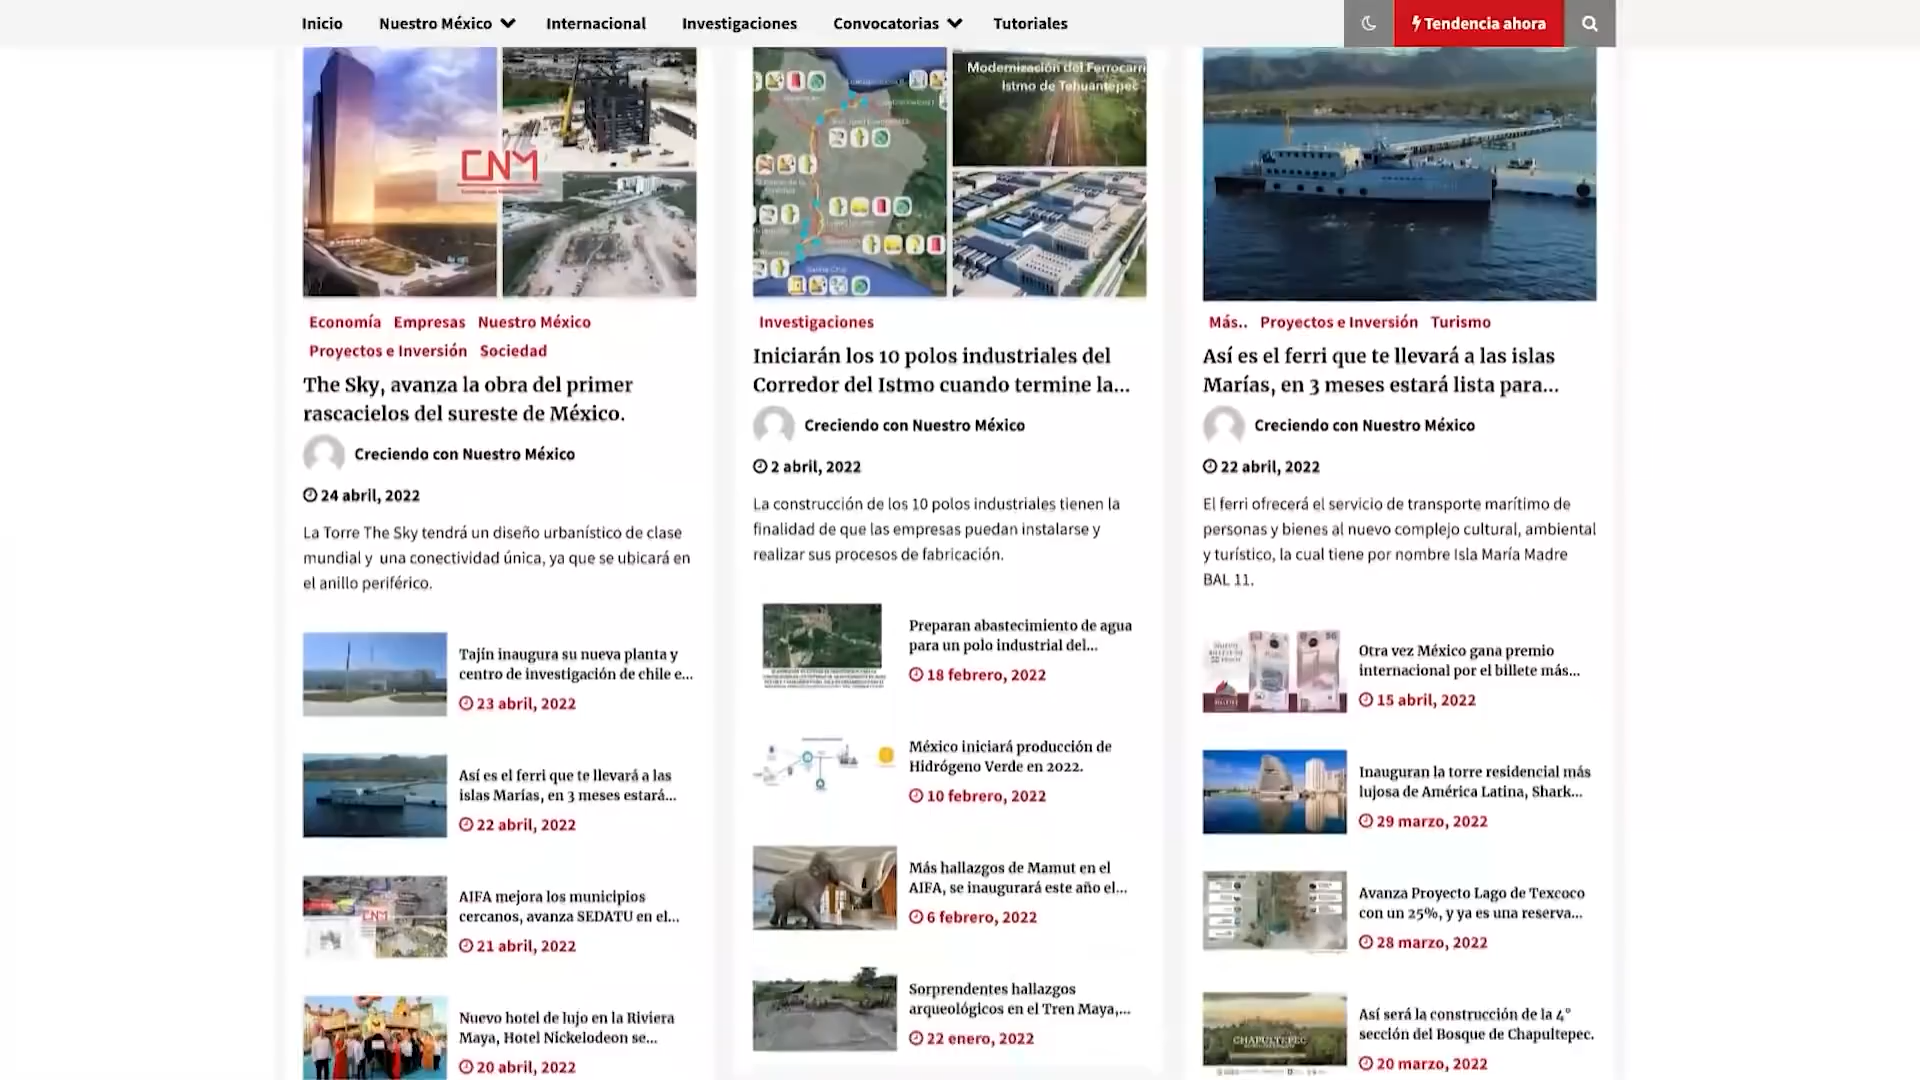 Inicio
Nuestro México
Internacional
Investigaciones
Convocatorias
Tutoriales
Tendencia ahora
CNM
Economía Empresas Nuestro México
Proyectos e Inversión Sociedad
The Sky, avanza la obra del primer
rascacielos del sureste de México.
Creciendo con Nuestro México
24 abril, 2022
La Torre The Sky tendrá un diseño urbanístico de clase
mundial y una conectividad única, ya que se ubicará en
el anillo periférico.
Tajín inaugura su nueva planta y
centro de investigación de chile e...
23 abril, 2022
Así es el ferri que te llevará a las
islas Marías, en 3 meses estará...
22 abril, 2022
CNM
AIFA mejora los municipios
cercanos, avanza SEDATU en el...
21 abril, 2022
Nuevo hotel de lujo en la Riviera
Maya, Hotel Nickelodeon se...
20 abril, 2022
Modernización del Ferrocarri
Istmo de Tehuantepec
Investigaciones
Iniciarán los 10 polos industriales del
Corredor del Istmo cuando termine la...
Creciendo con Nuestro México
2 abril, 2022
La construcción de los 10 polos industriales tienen la
finalidad de que las empresas puedan instalarse y
realizar sus procesos de fabricación.
Preparan abastecimiento de agua
para un polo industrial del...
18 febrero, 2022
México iniciará producción de
Hidrógeno Verde en 2022.
10 febrero, 2022
Más hallazgos de Mamut en el
AIFA, se inaugurará este año el...
6 febrero, 2022
Sorprendentes hallazgos
arqueológicos en el Tren Maya,...
22 enero, 2022
Más.. Proyectos e Inversión Turismo
Así es el ferri que te llevará a las islas
Marías, en 3 meses estará lista para...
Creciendo con Nuestro México
22 abril, 2022
El ferri ofrecerá el servicio de transporte marítimo de
personas y bienes al nuevo complejo cultural, ambiental
y turístico, la cual tiene por nombre Isla María Madre
BAL 11.
Otra vez México gana premio
internacional por el billete más...
15 abril, 2022
Inauguran la torre residencial más
lujosa de América Latina, Shark...
29 marzo, 2022
Avanza Proyecto Lago de Texcoco
con un 25%, y ya es una reserva...
28 marzo, 2022
CHAPULTEPEC
Así será la construcción de la 4°
sección del Bosque de Chapultepec.
20 marzo, 2022